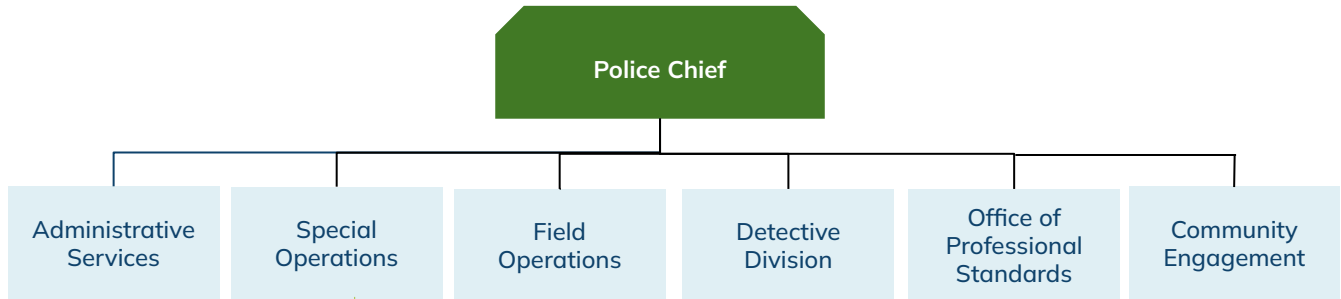 Police Chief
Administrative
Services
Special
Operations
Field
Operations
Detective
Division
Office of
Professional
Standards
Community
Engagement